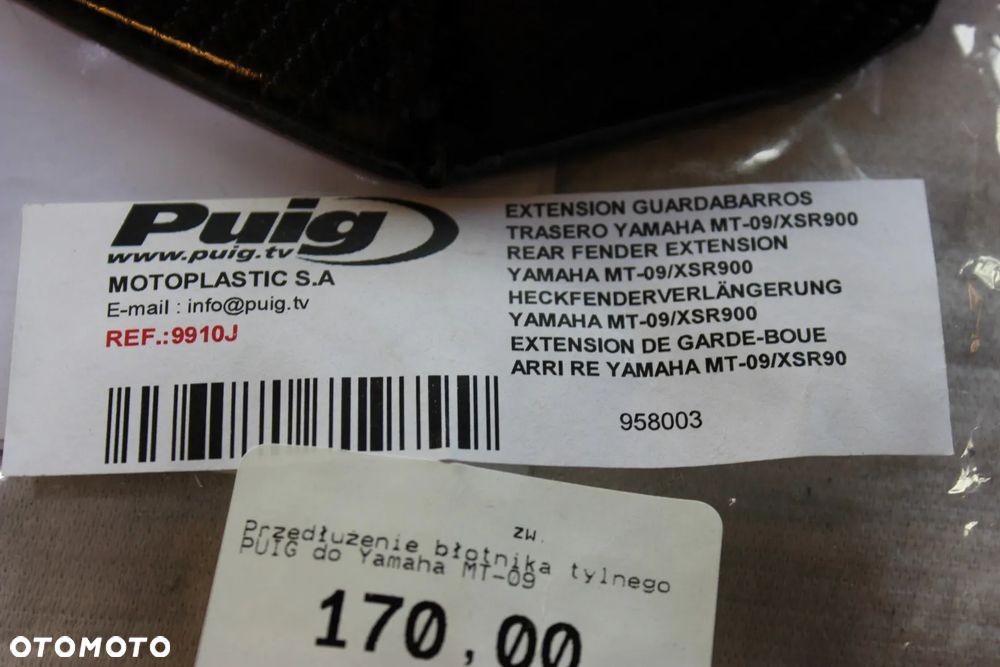 Puig
www.puig.tv
MOTOPLASTIC S.A
E-mail : info@puig.tv
REF.:9910J
EXTENSION GUARDABARROS
TRASERO YAMAHA MT-09/XSR900
REAR FENDER EXTENSION
YAMAHA MT-09/XSR900
HECKFENDERVERLÄNGERUNG
YAMAHA MT-09/XSR900
EXTENSION DE GARDE-BOUE
ARRI RE YAMAHA MT-09/XSR90
958003
zw.
Przedłużenie błotnika tylnego
PUIG do Yamaha MT-09
170,00
OTOMOTO